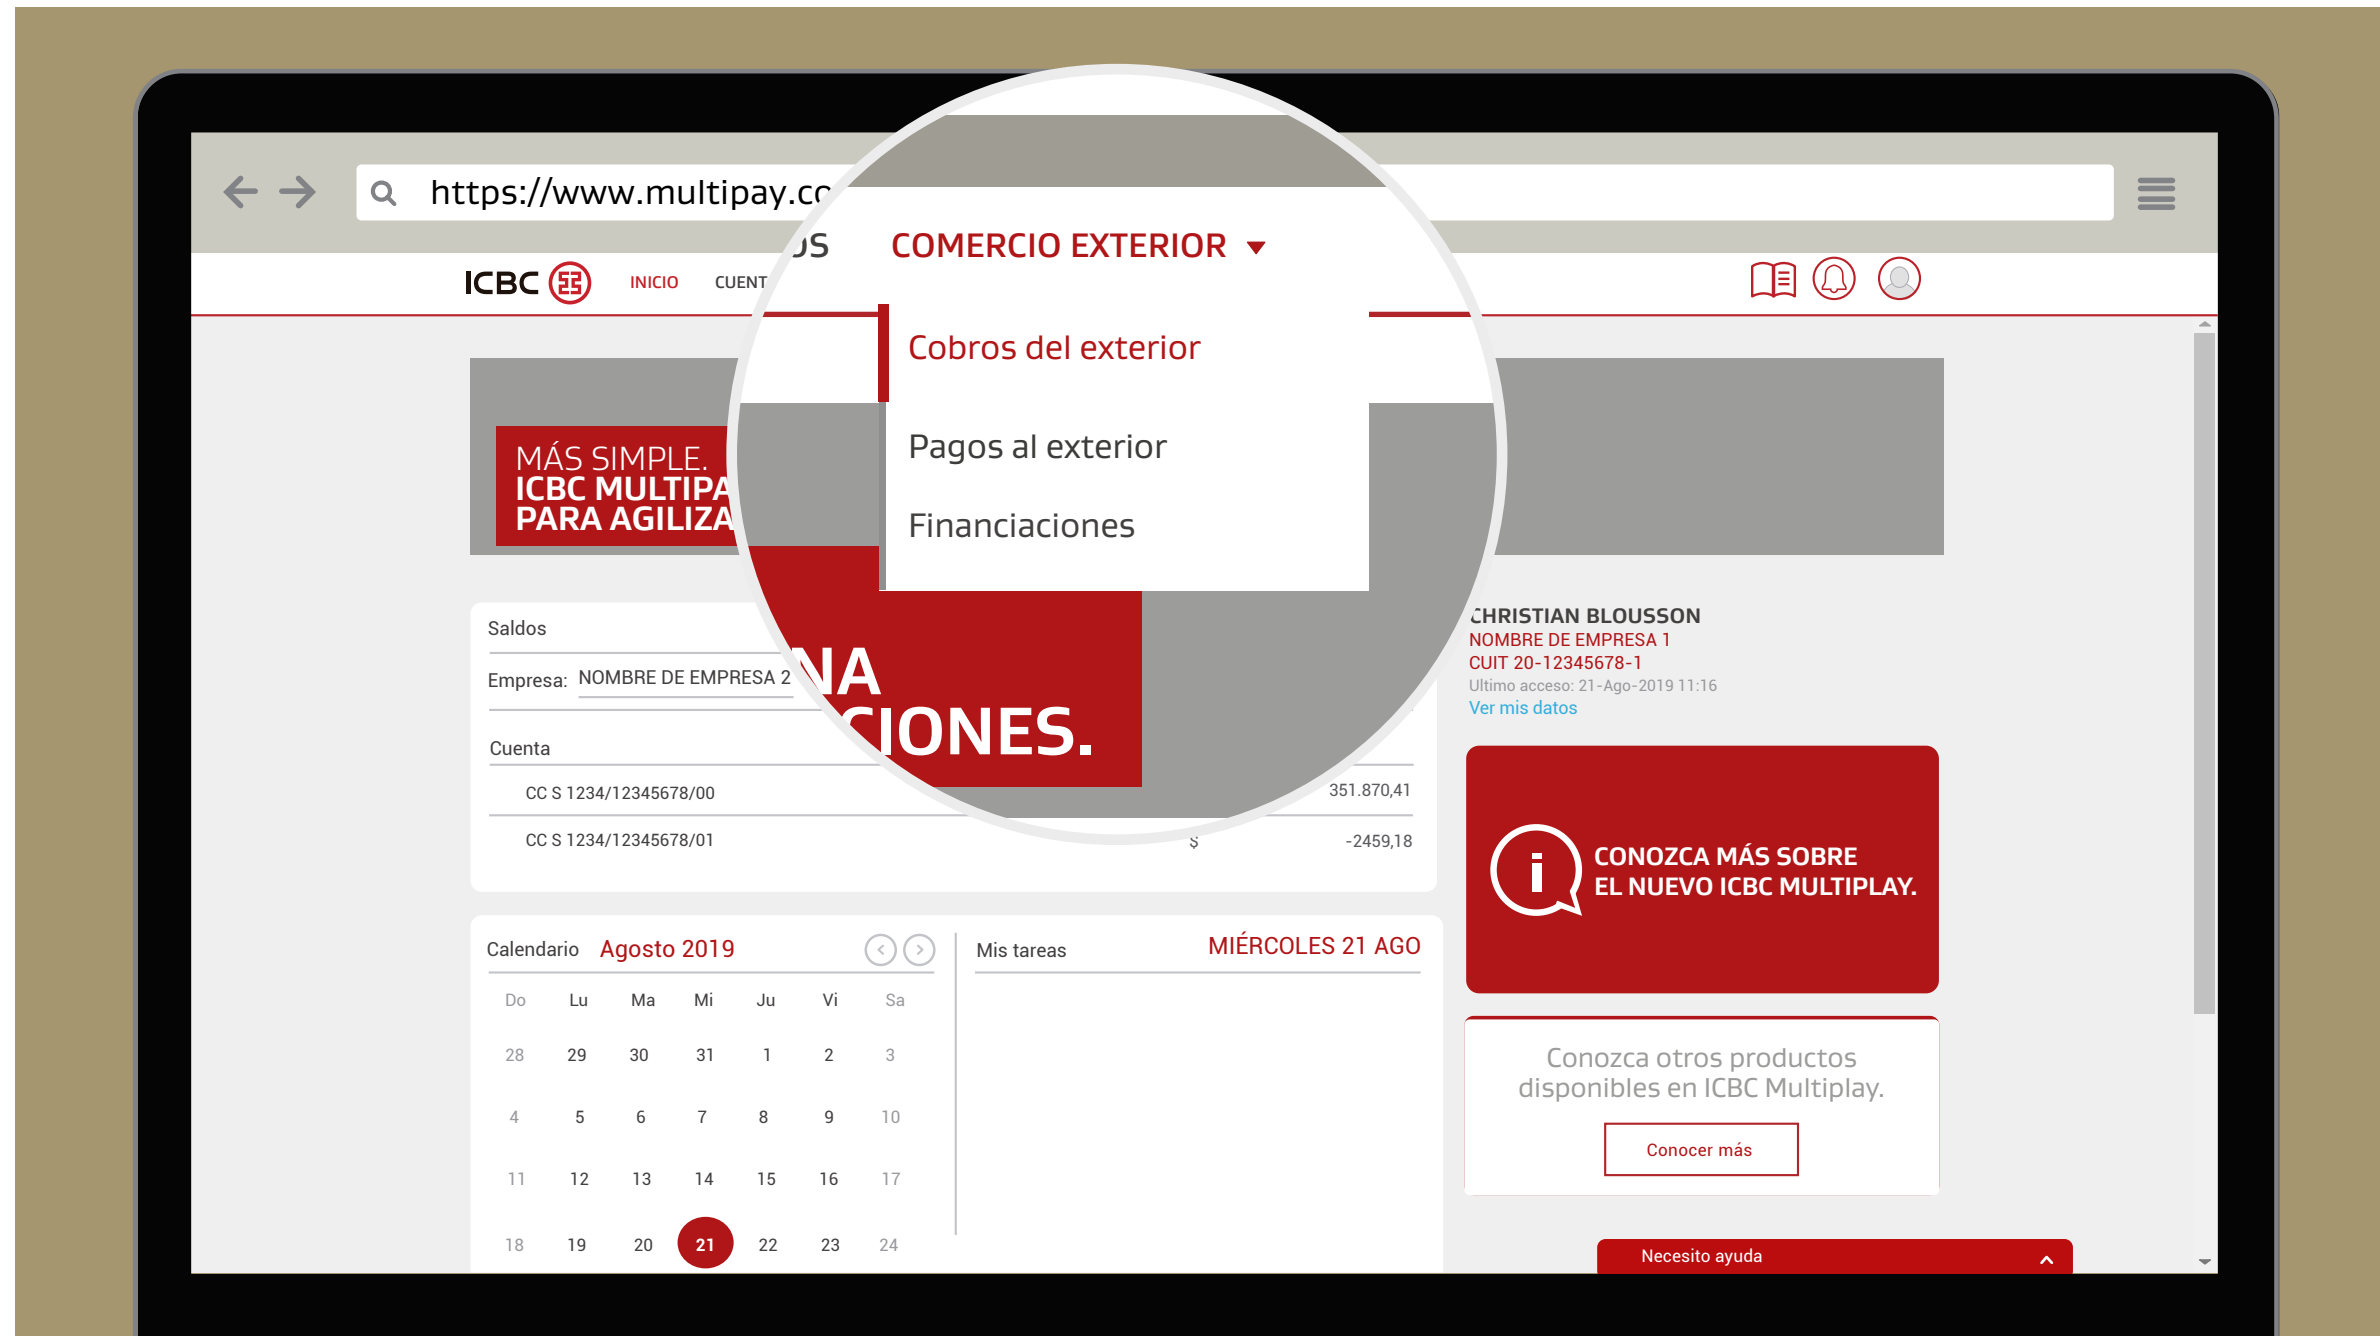 https://www.multipay.co
COMERCIO EXTERIOR
ICBC INICIO CUENT
Cobros del exterior
Pagos al exterior
Financiaciones
MÁS SIMPLE.
ICBC MULTIPA
PARA AGILIZA
NA
CIONES.
Saldos
Empresa: NOMBRE DE EMPRESA 2
Cuenta
CC S 1234/12345678/00 351.870,41
CC S 1234/12345678/01 $ -2459,18
CHRISTIAN BLOUSSON
NOMBRE DE EMPRESA 1
CUIT 20-12345678-1
Ultimo acceso: 21-Ago-2019 11:16
Ver mis datos
CONOZCA MÁS SOBRE
EL NUEVO ICBC MULTIPLAY.
Calendario Agosto 2019
Do Lu Ma Mi Ju Vi Sa
28 29 30 31 1 2 3
4 5 6 7 8 9 10
11 12 13 14 15 16 17
18 19 20 21 22 23 24
Mis tareas MIÉRCOLES 21 AGO
Conozca otros productos
disponibles en ICBC Multiplay.
Conocer más
Necesito ayuda